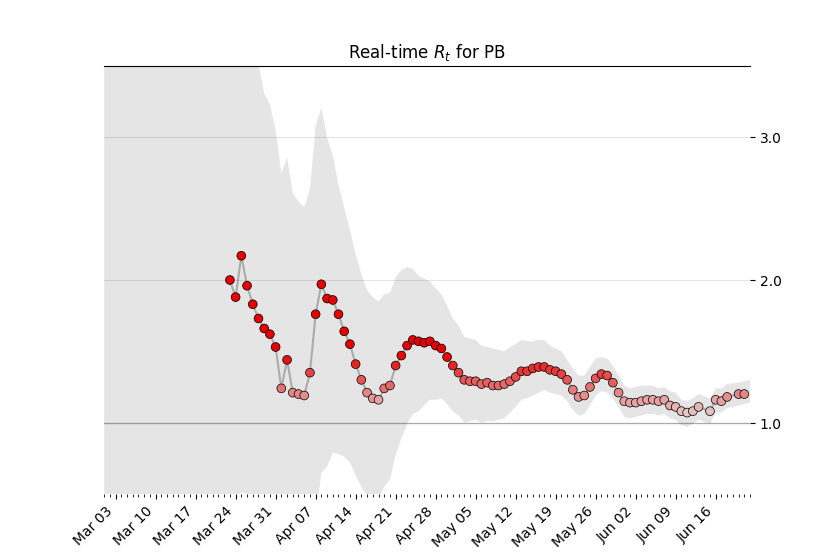 Real-time Rt for PB
3.0
2.0
1.0
Mar 03
Mar 10
Mar 17
Mar 24
Mar 31
Apr 07
Apr 14
Apr 21
Apr 28
May 05
May 12
May 19
May 26
Jun 02
Jun 09
Jun 16